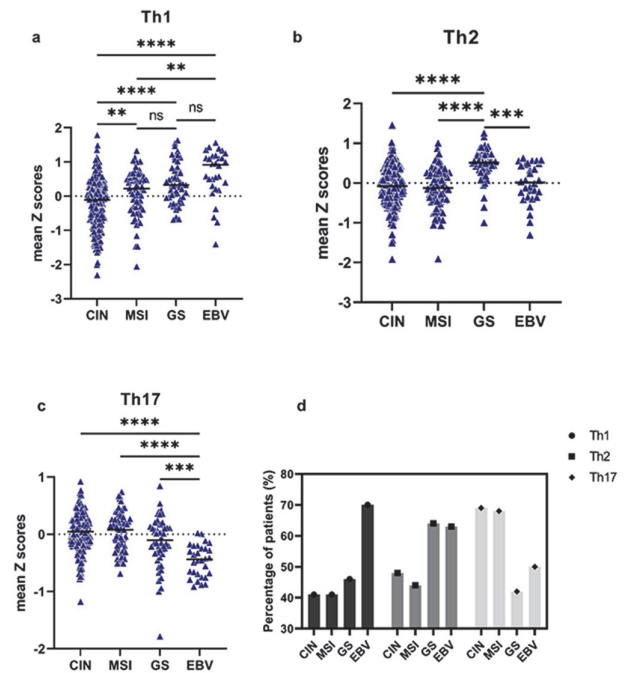 a
Th1
****
**
****
ns
**
ns
mean Z scores
2
1
0
-1
-2
-3
CIN MSI GS EBV
b
Th2
****
**** ***
mean Z scores
2
1
0
-1
-2
-3
CIN MSI GS EBV
c
Th17
****
****
***
mean Z scores
1
0
-1
-2
CIN MSI GS EBV
d
Th1
Th2
Th17
Percentage of patients (%)
80
70
60
50
40
30
CIN MSI GS EBV CIN MSI GS EBV CIN MSI GS EBV